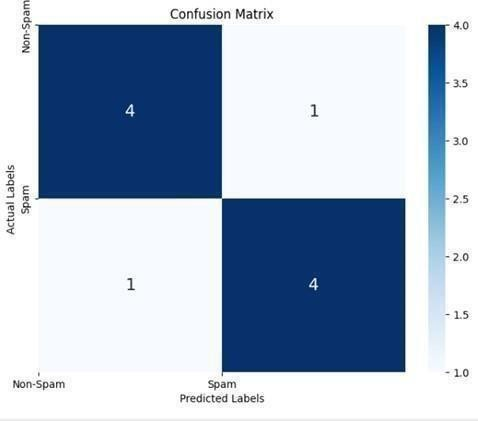 Confusion Matrix
Non-Spam
Spam
Actual Labels
4
1
1
4
Non-Spam
Spam
Predicted Labels
4.0
3.5
3.0
2.5
2.0
1.5
1.0